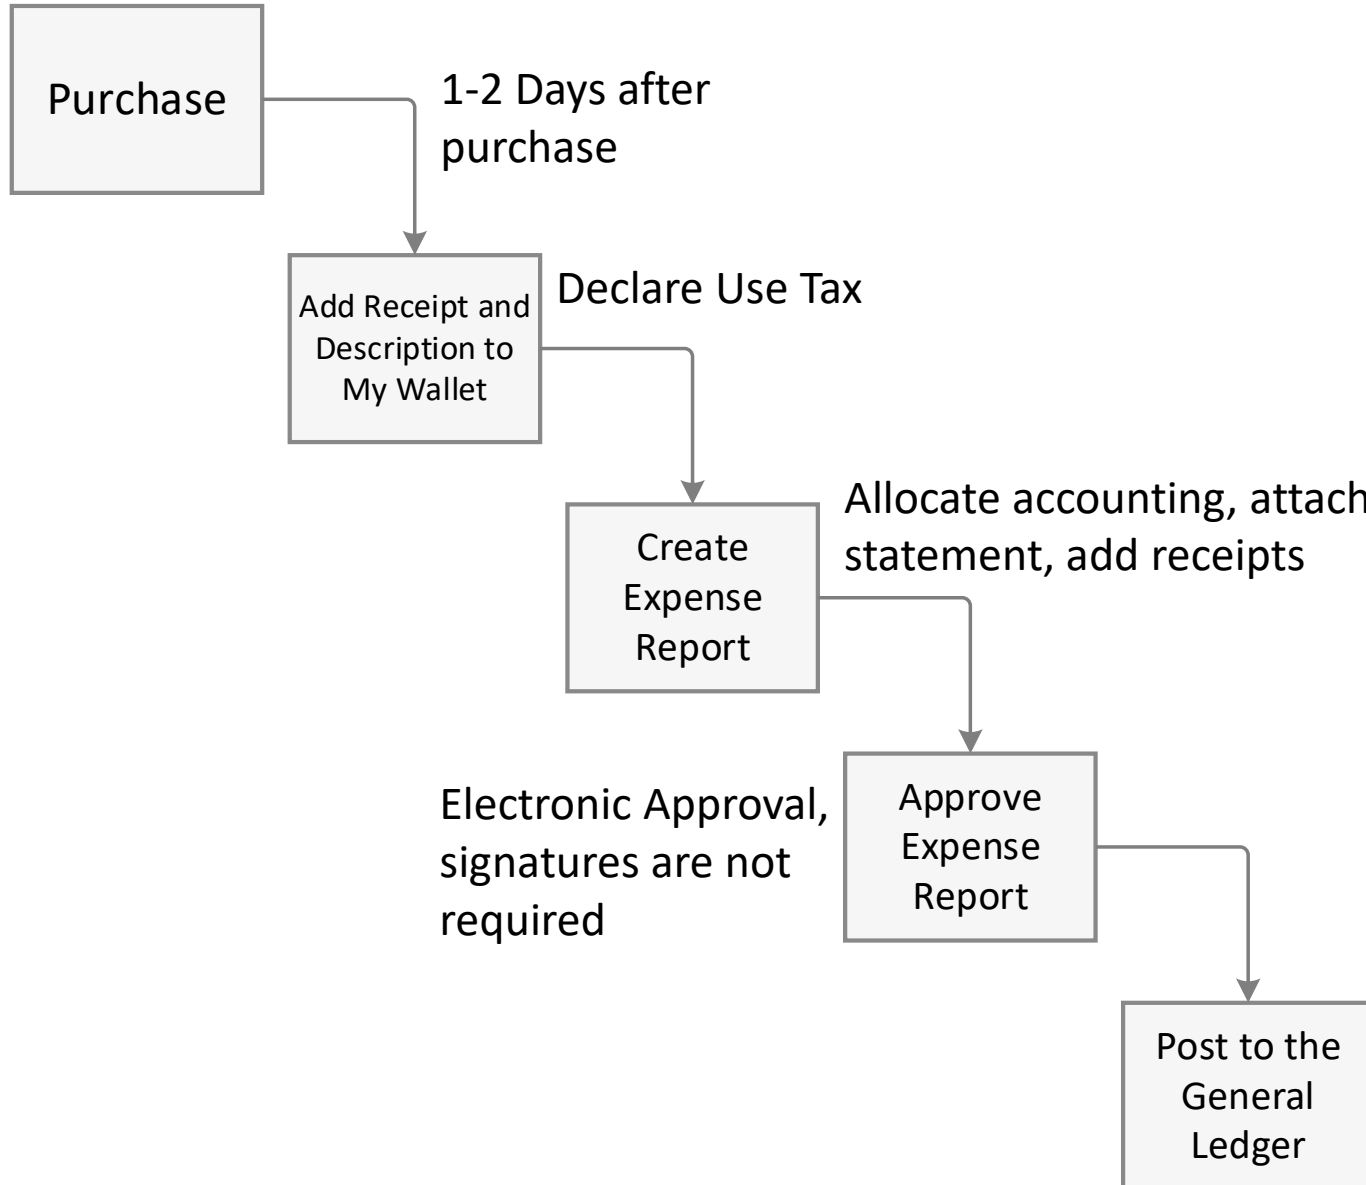 Purchase
1-2 Days after
purchase
Add Receipt and
Description to
My Wallet
Declare Use Tax
Create
Expense
Report
Allocate accounting, attach
statement, add receipts
Electronic Approval,
signatures are not
required
Approve
Expense
Report
Post to the
General
Ledger